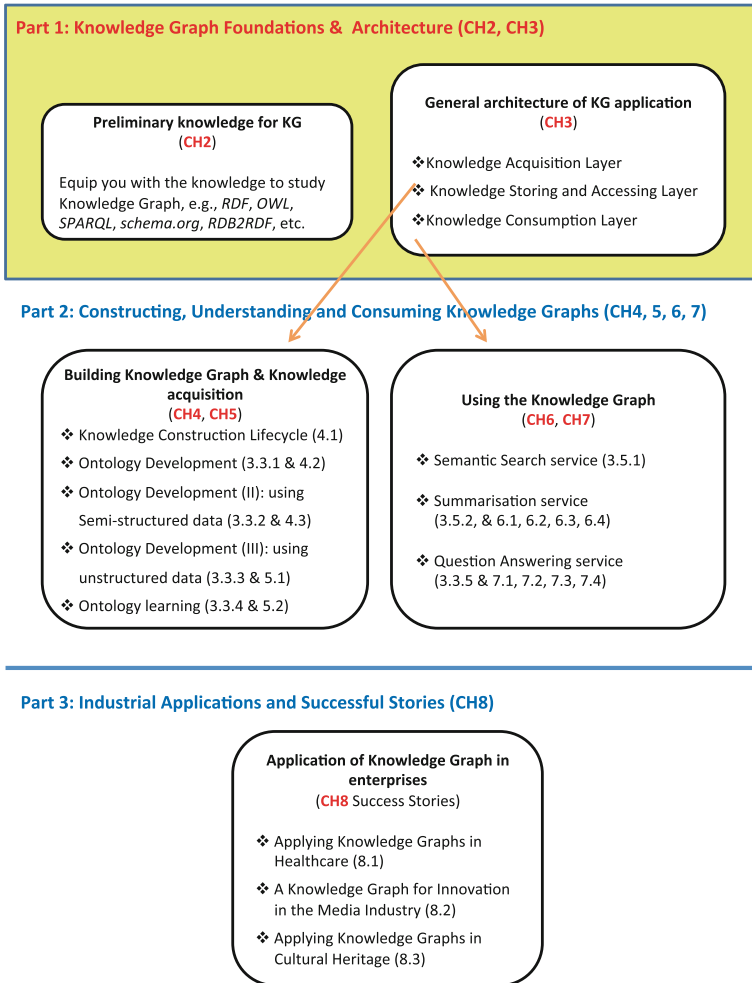 Part 1: Knowledge Graph Foundations & Architecture (CH2, CH3)
Preliminary knowledge for KG
(CH2)
Equip you with the knowledge to study
Knowledge Graph, e.g., RDF, OWL,
SPARQL, schema.org, RDB2RDF, etc.
General architecture of KG application
(CH3)
❖Knowledge Acquisition Layer
❖ Knowledge Storing and Accessing Layer
❖Knowledge Consumption Layer
Part 2: Constructing, Understanding and Consuming Knowledge Graphs (CH4, 5, 6, 7)
Building Knowledge Graph & Knowledge
acquisition
(CH4, CH5)
❖ Knowledge Construction Lifecycle (4.1)
❖ Ontology Development (3.3.1 & 4.2)
❖ Ontology Development (II): using
Semi-structured data (3.3.2 & 4.3)
❖ Ontology Development (III): using
unstructured data (3.3.3 & 5.1)
❖ Ontology learning (3.3.4 & 5.2)
Using the Knowledge Graph
(CH6, CH7)
❖ Semantic Search service (3.5.1)
❖ Summarisation service
(3.5.2, & 6.1, 6.2, 6.3, 6.4)
❖ Question Answering service
(3.3.5 & 7.1, 7.2, 7.3, 7.4)
Part 3: Industrial Applications and Successful Stories (CH8)
Application of Knowledge Graph in
enterprises
(CH8 Success Stories)
❖ Applying Knowledge Graphs in
Healthcare (8.1)
❖ A Knowledge Graph for Innovation
in the Media Industry (8.2)
❖ Applying Knowledge Graphs in
Cultural Heritage (8.3)